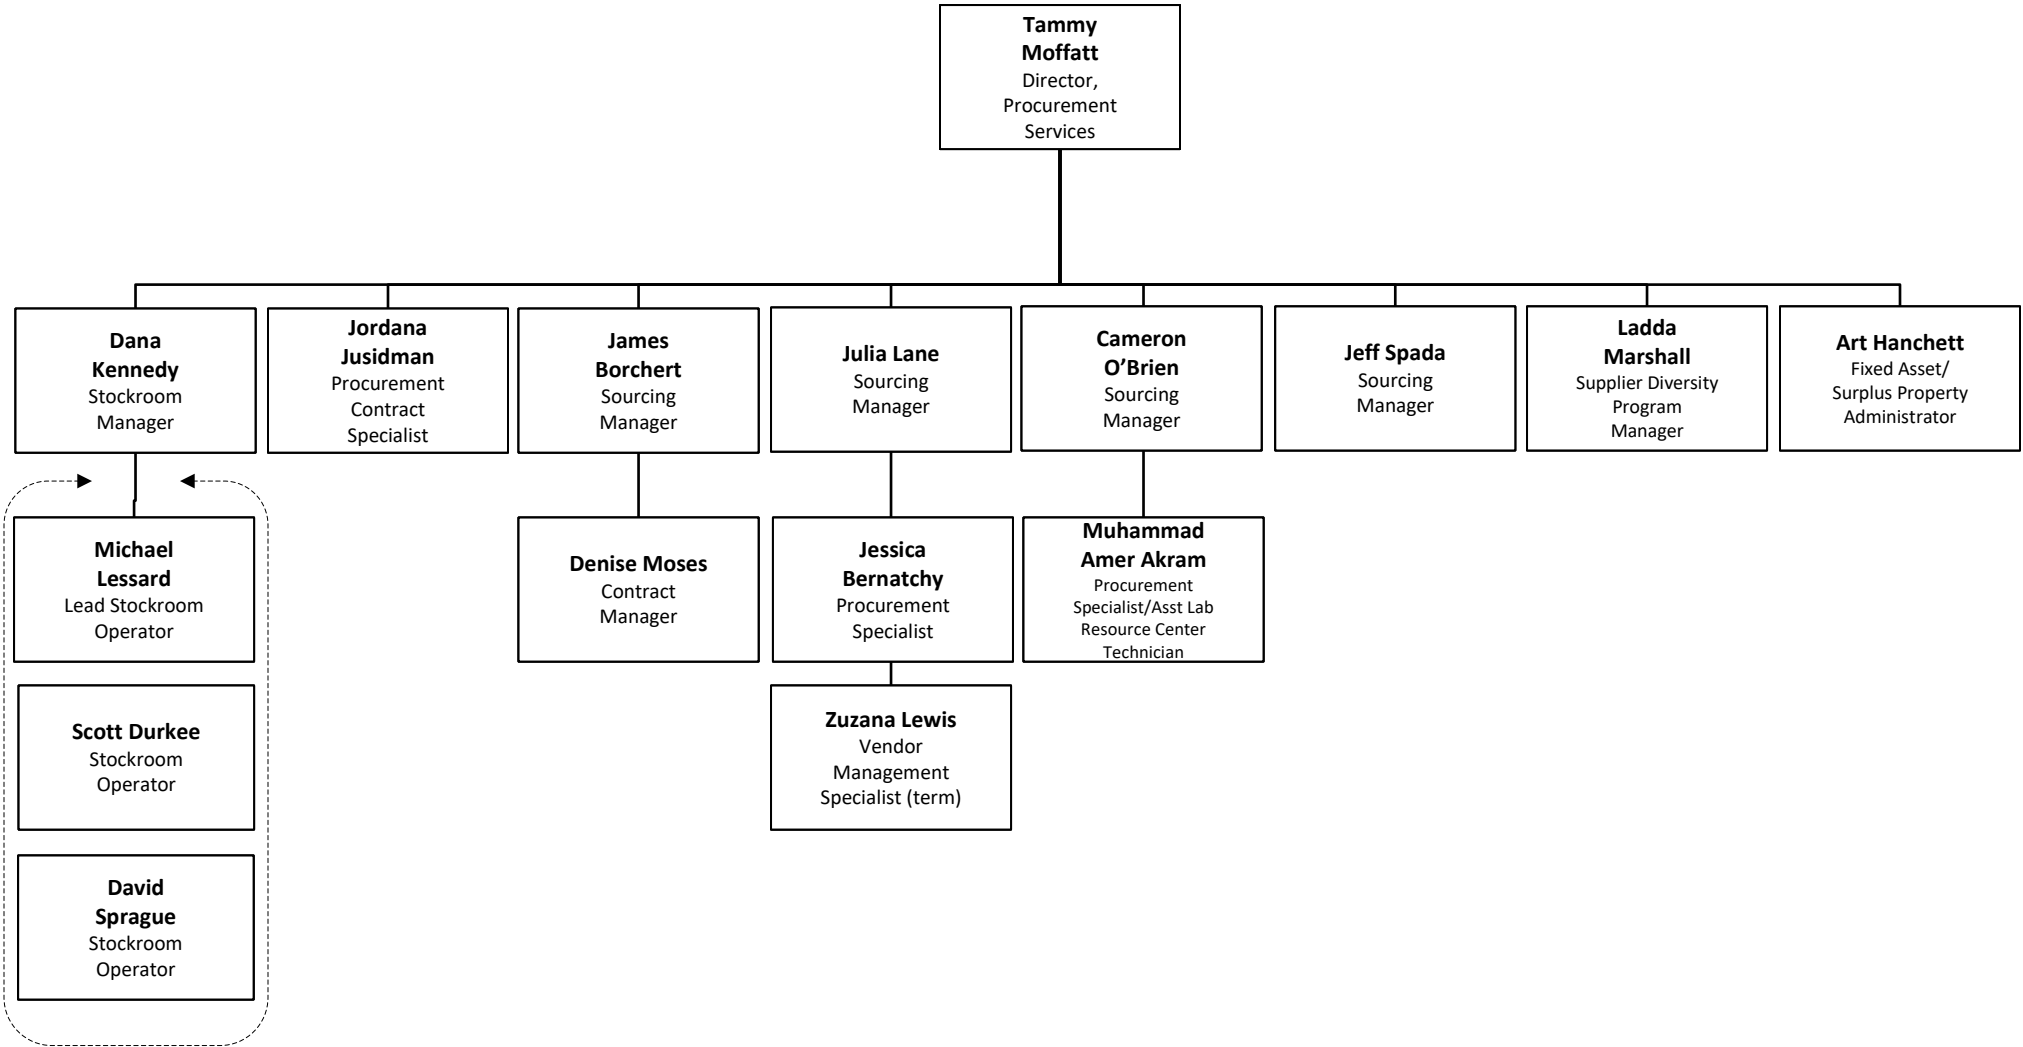 Tammy
Moffatt
Director,
Procurement
Services
Dana
Kennedy
Stockroom
Manager
Jordana
Jusidman
Procurement
Contract
Specialist
James
Borchert
Sourcing
Manager
Julia Lane
Sourcing
Manager
Cameron
O’Brien
Sourcing
Manager
Jeff Spada
Sourcing
Manager
Ladda
Marshall
Supplier Diversity
Program
Manager
Art Hanchett
Fixed Asset/
Surplus Property
Administrator
Michael
Lessard
Lead Stockroom
Operator
Denise Moses
Contract
Manager
Jessica
Bernatchy
Procurement
Specialist
Muhammad
Amer Akram
Procurement
Specialist/Asst Lab
Resource Center
Technician
Scott Durkee
Stockroom
Operator
Zuzana Lewis
Vendor
Management
Specialist (term)
David
Sprague
Stockroom
Operator